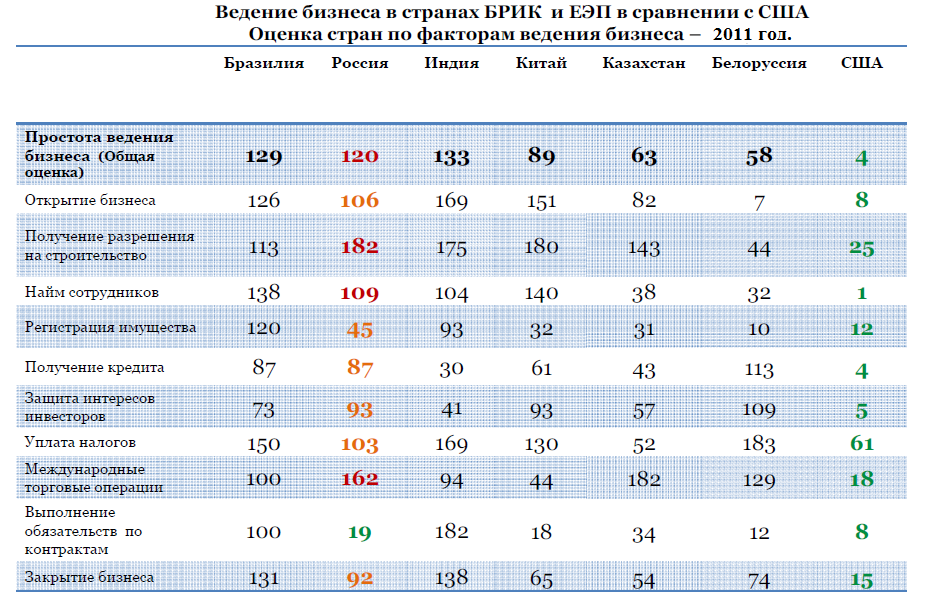 Ведение бизнеса в странах БРИК и ЕЭП в сравнении с США
Оценка стран по факторам ведения бизнеса – 2011 год.
Бразилия Россия Индия Китай Казахстан Белоруссия США
Простота ведения
бизнеса (Общая
оценка)
129 120 133 89 63 58 4
Открытие бизнеса 126 106 169 151 82 7 8
Получение разрешения
на строительство
113 182 175 180 143 44 25
Найм сотрудников 138 109 104 140 38 32 1
Регистрация имущества 120 45 93 32 31 10 12
Получение кредита 87 87 30 61 43 113 4
Защита интересов
инвесторов
73 93 41 93 57 109 5
Уплата налогов 150 103 169 130 52 183 61
Международные
торговые операции
100 162 94 44 182 129 18
Выполнение
обязательств по
контрактам
100 19 182 18 34 12 8
Закрытие бизнеса 131 92 138 65 54 74 15